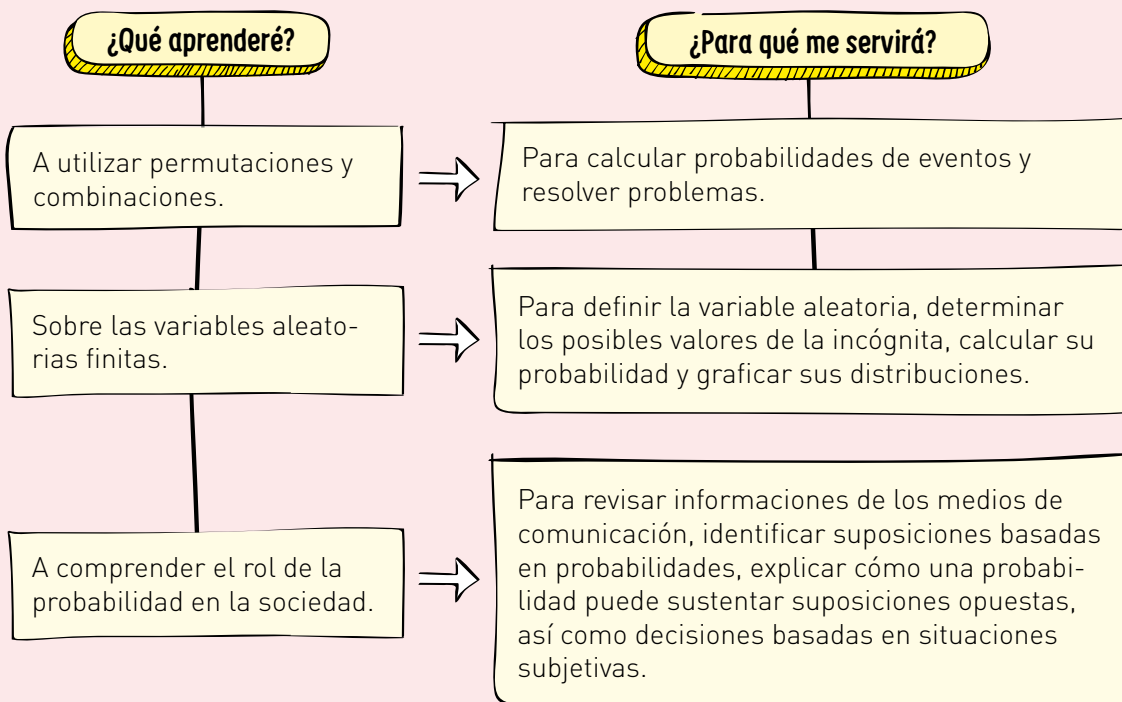 ¿Qué aprenderé?
¿Para qué me servirá?
A utilizar permutaciones y
combinaciones.
Para calcular probabilidades de eventos y
resolver problemas.
Sobre las variables aleato-
rias finitas.
Para definir la variable aleatoria, determinar
los posibles valores de la incógnita, calcular su
probabilidad y graficar sus distribuciones.
A comprender el rol de la
probabilidad en la sociedad.
Para revisar informaciones de los medios de
comunicación, identificar suposiciones basadas
en probabilidades, explicar cómo una probabi-
lidad puede sustentar suposiciones opuestas,
así como decisiones basadas en situaciones
subjetivas.